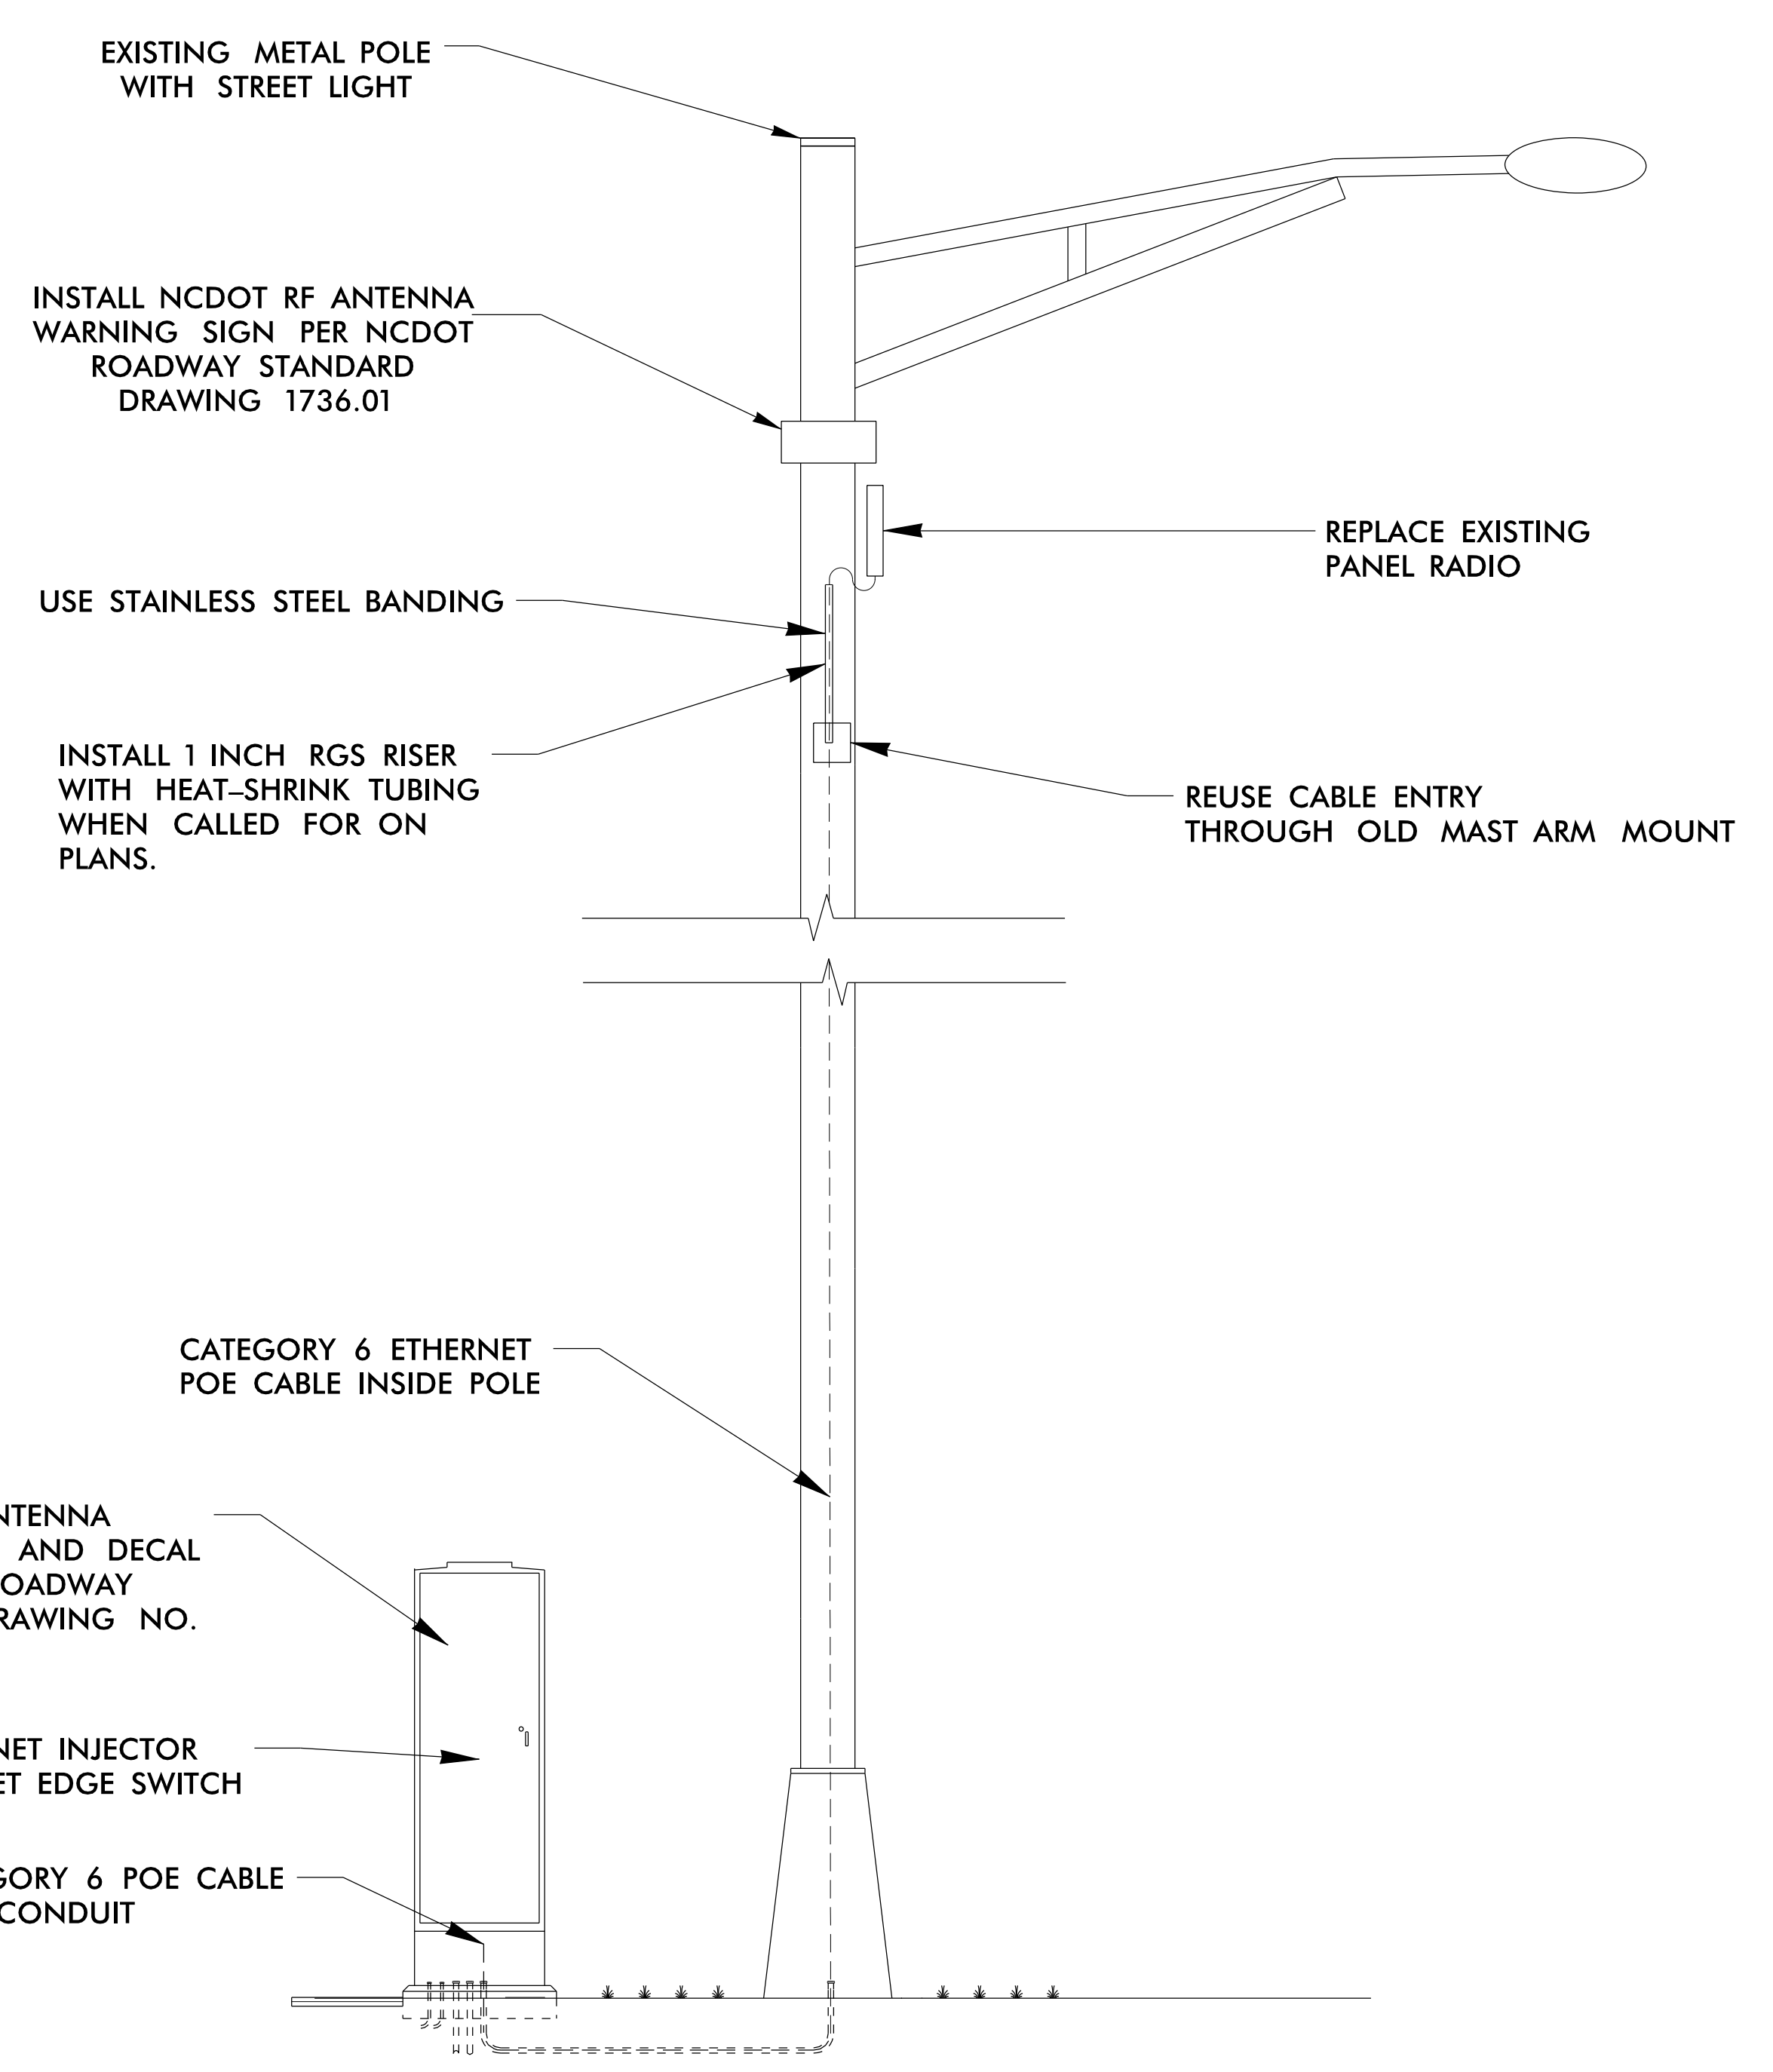 EXISTING METAL POLE
WITH STREET LIGHT
INSTALL NCDOT RF ANTENNA
WARNING SIGN PER NCDOT
ROADWAY STANDARD
DRAWING 1736.01
REPLACE EXISTING
PANEL RADIO
USE STAINLESS STEEL BANDING
INSTALL 1 INCH RGS RISER
WITH HEAT–SHRINK TUBING
WHEN CALLED FOR ON
PLANS.
REUSE CABLE ENTRY
THROUGH OLD MAST ARM MOUNT
CATEGORY 6 ETHERNET
POE CABLE INSIDE POLE
NTENNA
AND DECAL
OADWAY
RAWING NO.
NET INJECTOR
ET EDGE SWITCH
GORY 6 POE CABLE
CONDUIT